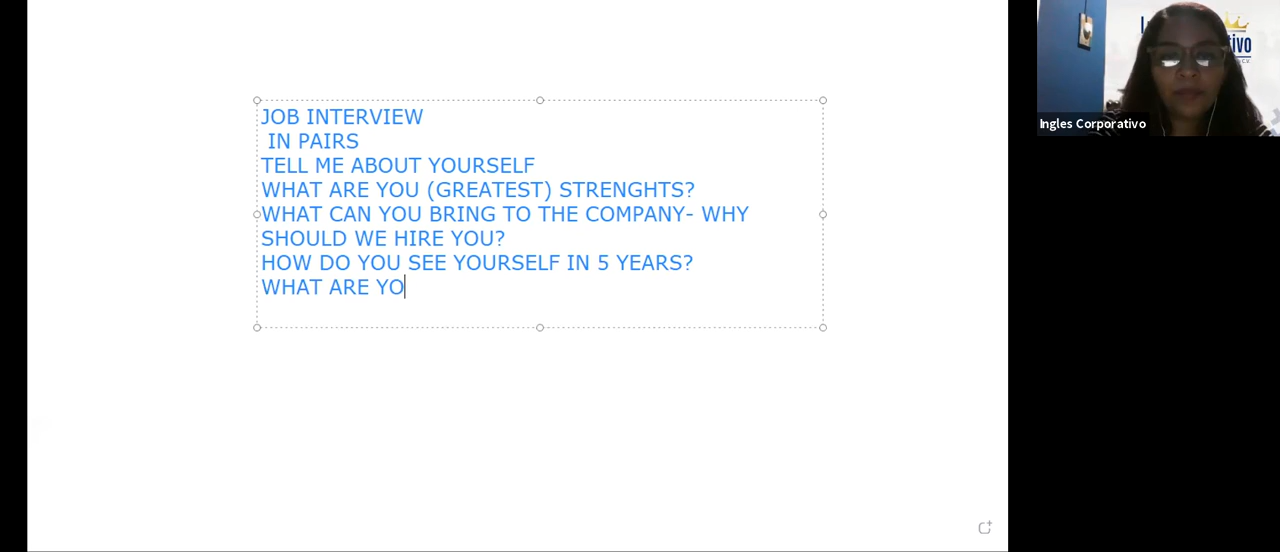 JOB INTERVIEW
IN PAIRS
TELL ME ABOUT YOURSELF
WHAT ARE YOU (GREATEST) STRENGHTS?
WHAT CAN YOU BRING TO THE COMPANY- WHY
SHOULD WE HIRE YOU?
HOW DO YOU SEE YOURSELF IN 5 YEARS?
WHAT ARE YO
Ingles Corporativo